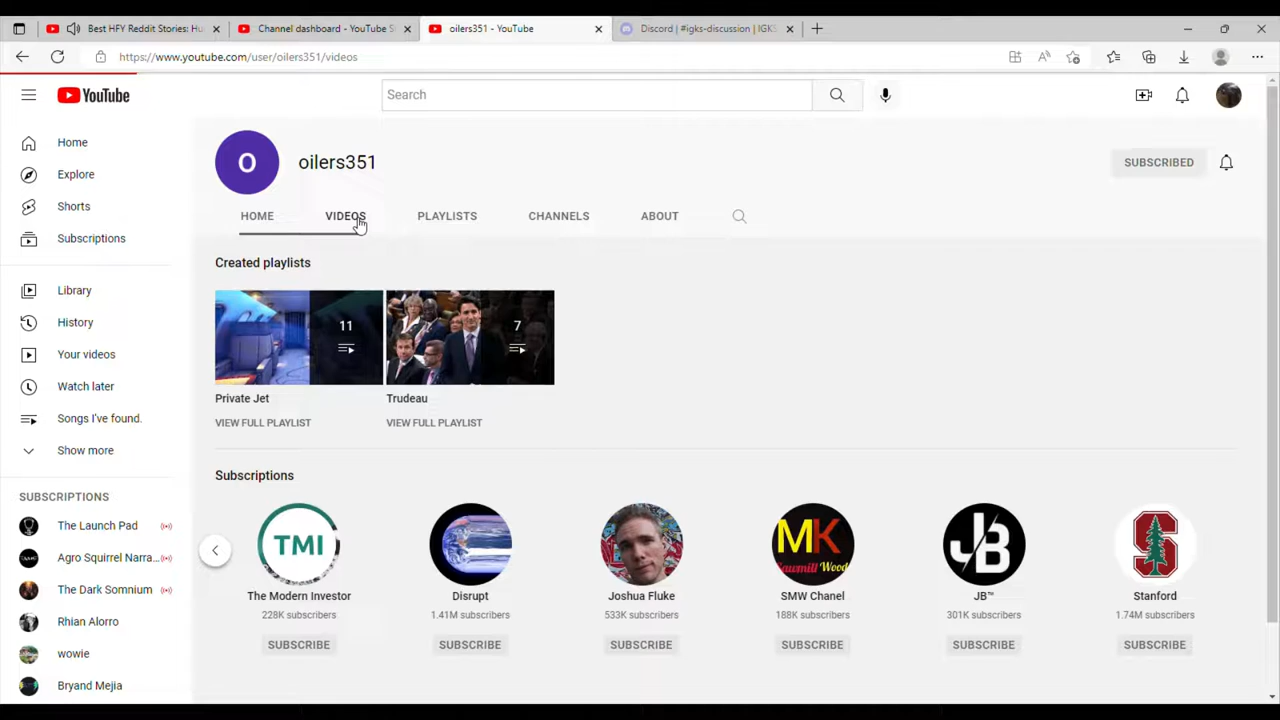 Best HFY Reddit Stories: Hu
Channel dashboard - YouTube St
oilers351 - YouTube
Discord | #igks-discussion | IGKS
https://www.youtube.com/user/oilers351/videos
YouTube
Search
Home
Explore
Shorts
Subscriptions
Library
History
Your videos
Watch later
Songs I've found.
Show more
SUBSCRIPTIONS
The Launch Pad
Agro Squirrel Narra...
The Dark Somnium
Rhian Alorro
wowie
Bryand Mejia
O
oilers351
SUBSCRIBED
HOME VIDEOS PLAYLISTS CHANNELS ABOUT
Created playlists
11
7
Private Jet
Trudeau
VIEW FULL PLAYLIST
VIEW FULL PLAYLIST
Subscriptions
TMI
MK
Sawmill Wood
JB
S
The Modern Investor
Disrupt
Joshua Fluke
SMW Chanel
JB™
Stanford
228K subscribers
1.41M subscribers
533K subscribers
188K subscribers
301K subscribers
1.74M subscribers
SUBSCRIBE
SUBSCRIBE
SUBSCRIBE
SUBSCRIBE
SUBSCRIBE
SUBSCRIBE